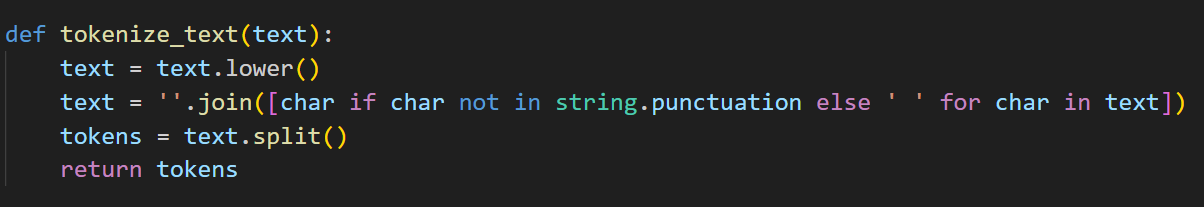 def tokenize_text(text):
    text = text.lower()
    text = ''.join([char if char not in string.punctuation else ' ' for char in text])
    tokens = text.split()
    return tokens